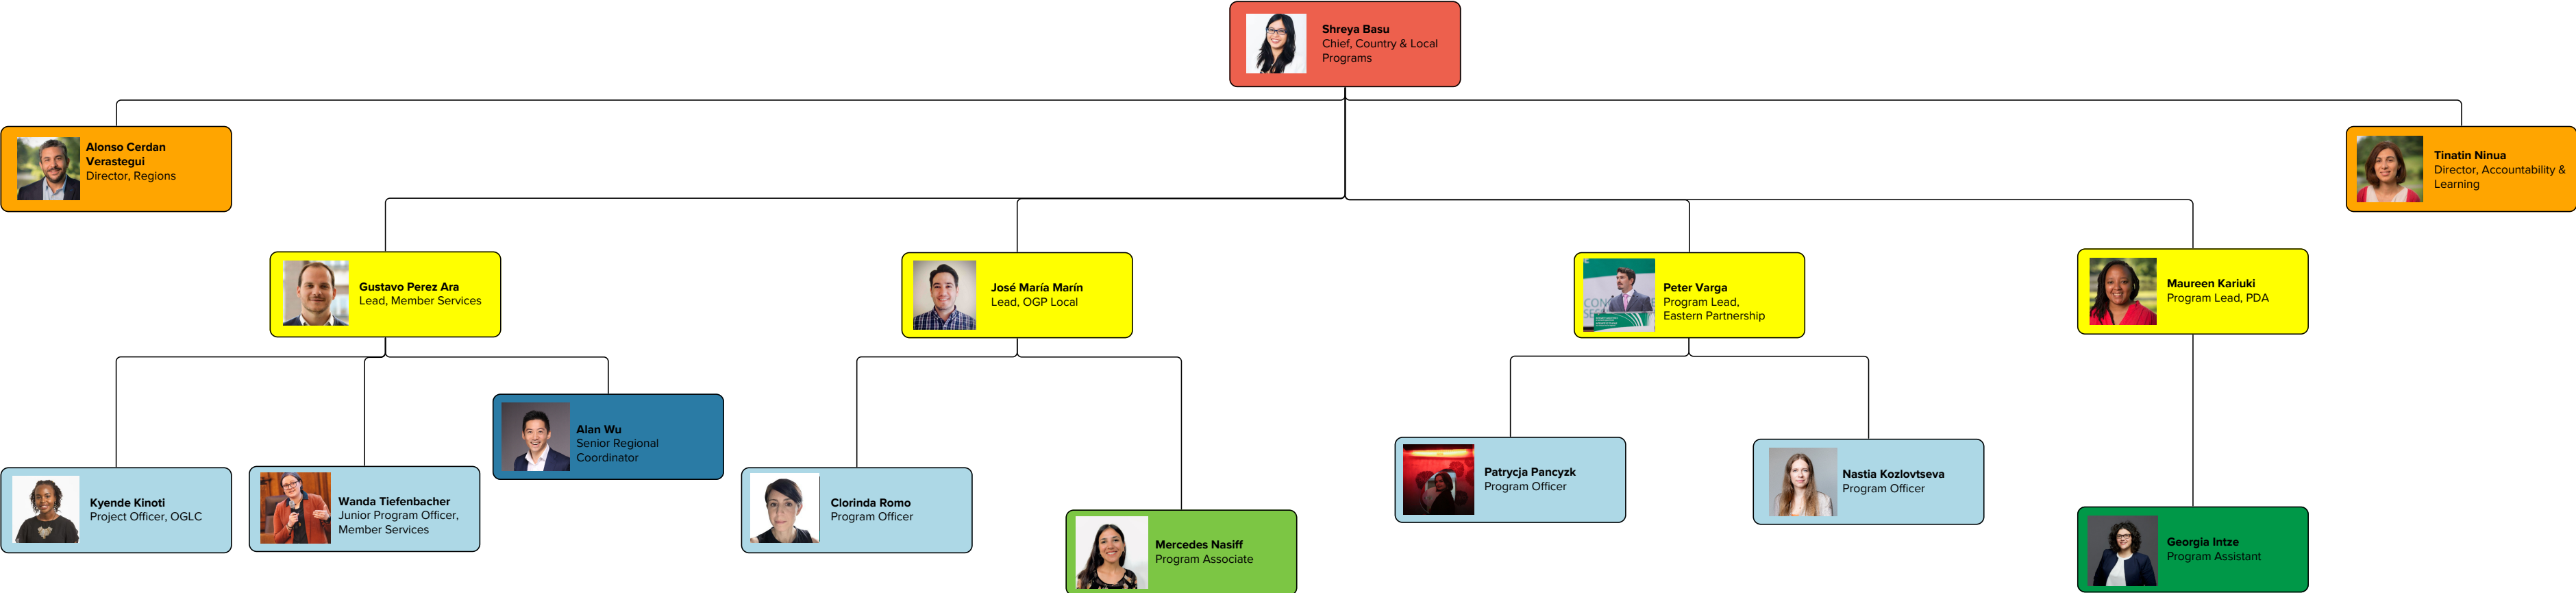 Shreya Basu
Chief, Country & Local
Programs
Alonso Cerdan
Verastegui
Director, Regions
Tinatin Ninua
Director, Accountability &
Learning
Gustavo Perez Ara
Lead, Member Services
José María Marín
Lead, OGP Local
Peter Varga
Program Lead,
Eastern Partnership
Maureen Kariuki
Program Lead, PDA
Alan Wu
Senior Regional
Coordinator
Kyende Kinoti
Project Officer, OGLC
Wanda Tiefenbacher
Junior Program Officer,
Member Services
Clorinda Romo
Program Officer
Mercedes Nasiff
Program Associate
Patrycja Pancyzk
Program Officer
Nastia Kozlovtseva
Program Officer
Georgia Intze
Program Assistant